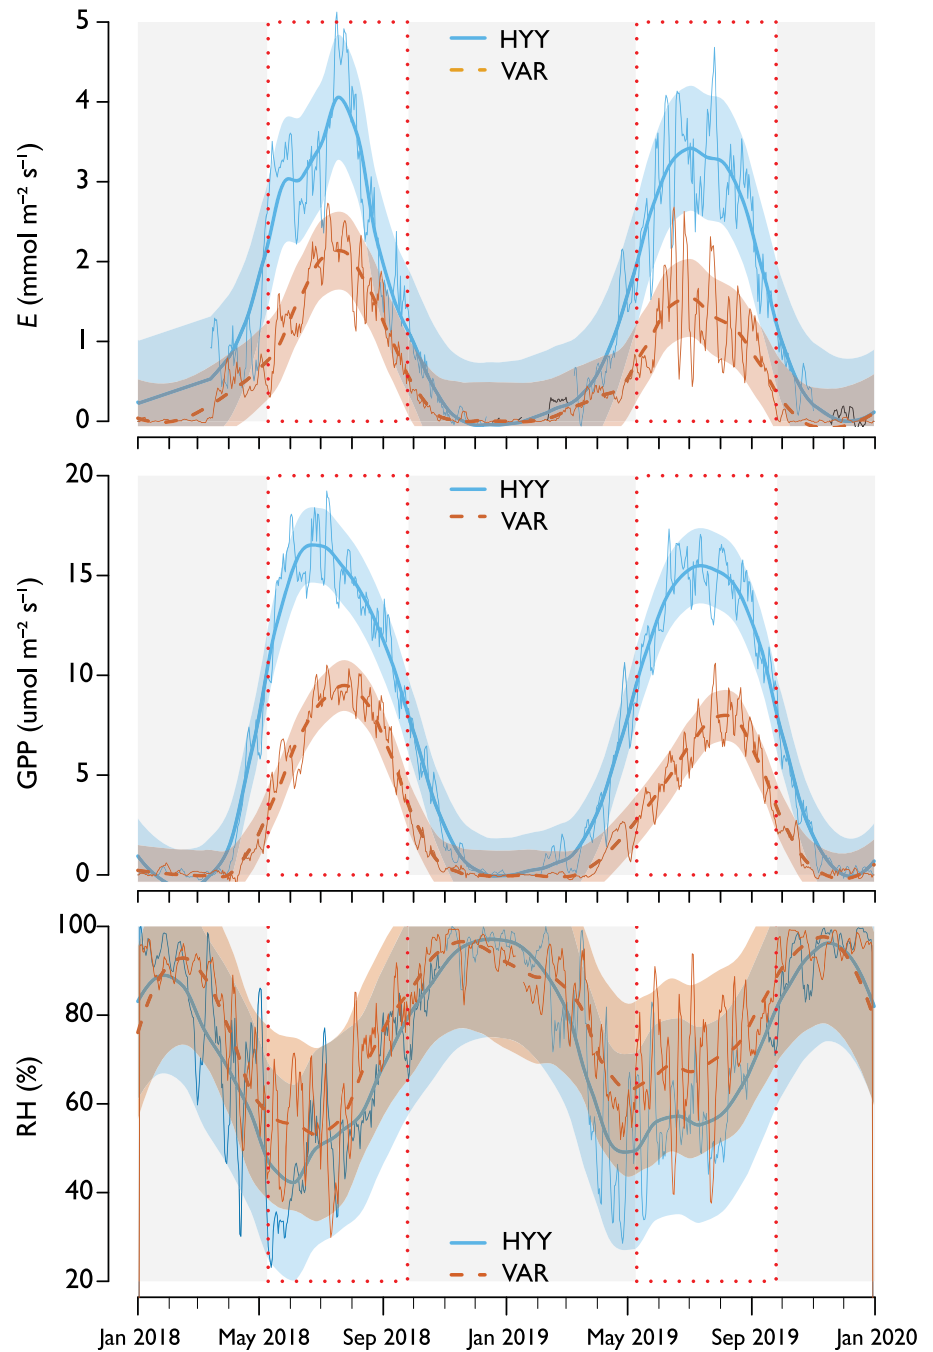 5
4
3
2
1
0
E (mmol m⁻² s⁻¹)
HYY
VAR
20
15
10
5
0
GPP (umol m⁻² s⁻¹)
HYY
VAR
100
80
60
40
20
RH (%)
HYY
VAR
Jan 2018 May 2018 Sep 2018 Jan 2019 May 2019 Sep 2019 Jan 2020